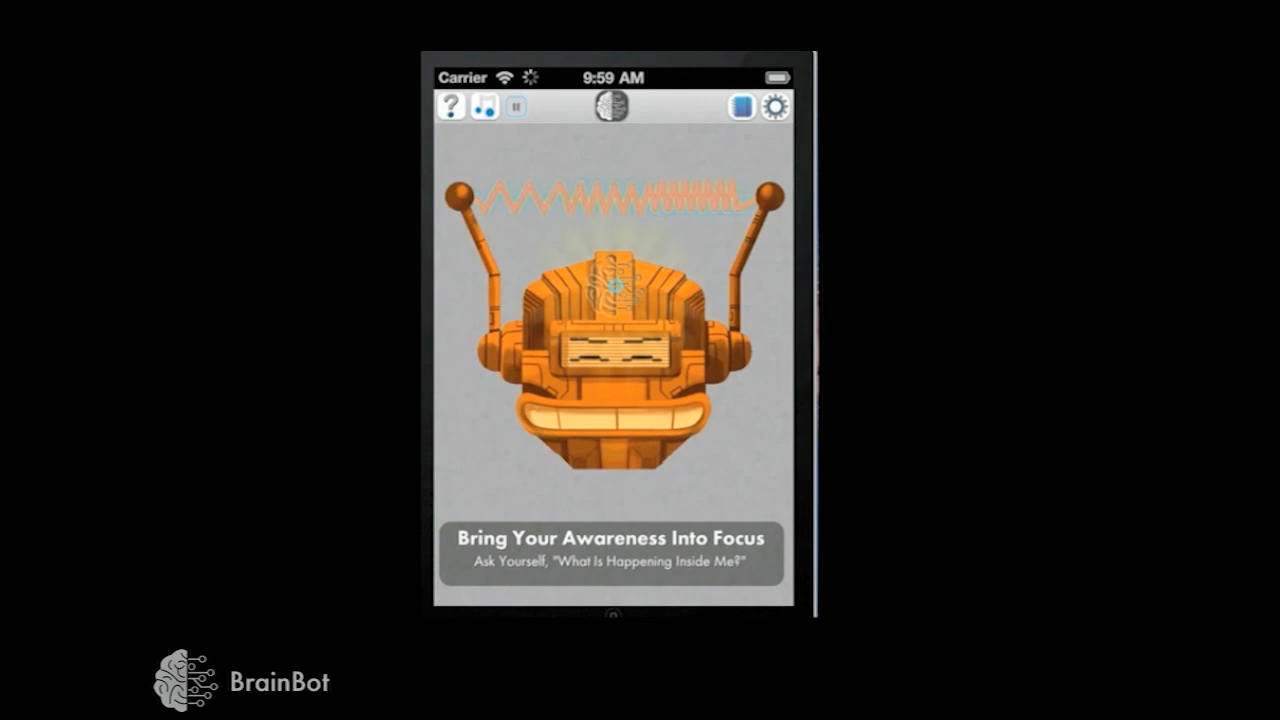 Carrier 9:59 AM
?
Bring Your Awareness Into Focus
Ask Yourself, "What Is Happening Inside Me?"
BrainBot